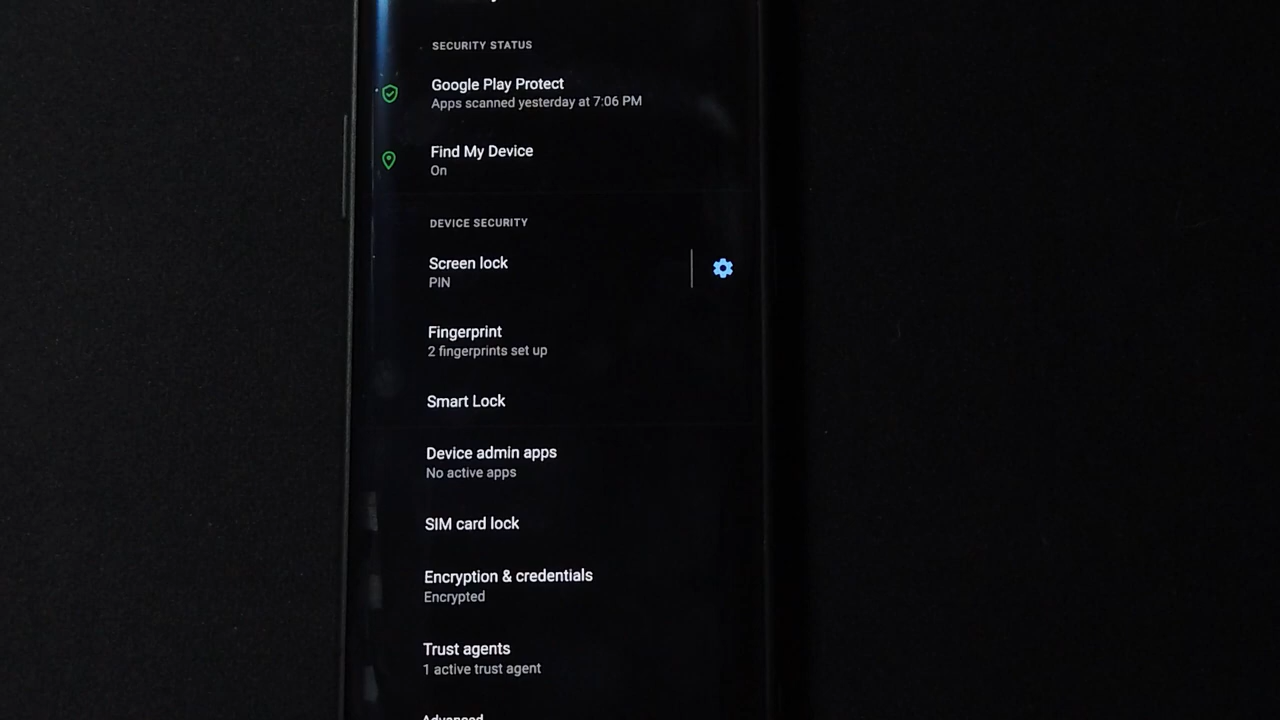 SECURITY STATUS
Google Play Protect
Apps scanned yesterday at 7:06 PM
Find My Device
On
DEVICE SECURITY
Screen lock
PIN
Fingerprint
2 fingerprints set up
Smart Lock
Device admin apps
No active apps
SIM card lock
Encryption & credentials
Encrypted
Trust agents
1 active trust agent
Advanced